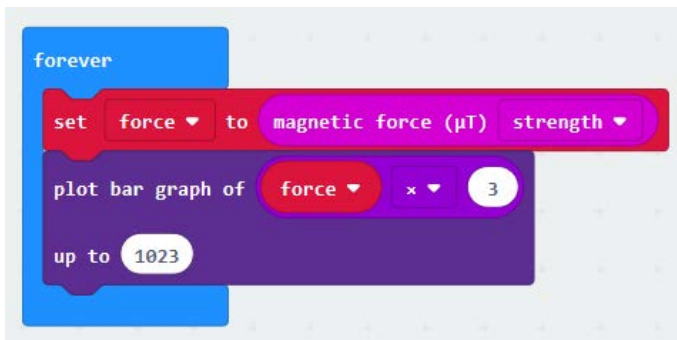 forever
set force to magnetic force (µT) strength
plot bar graph of force × 3
up to 1023